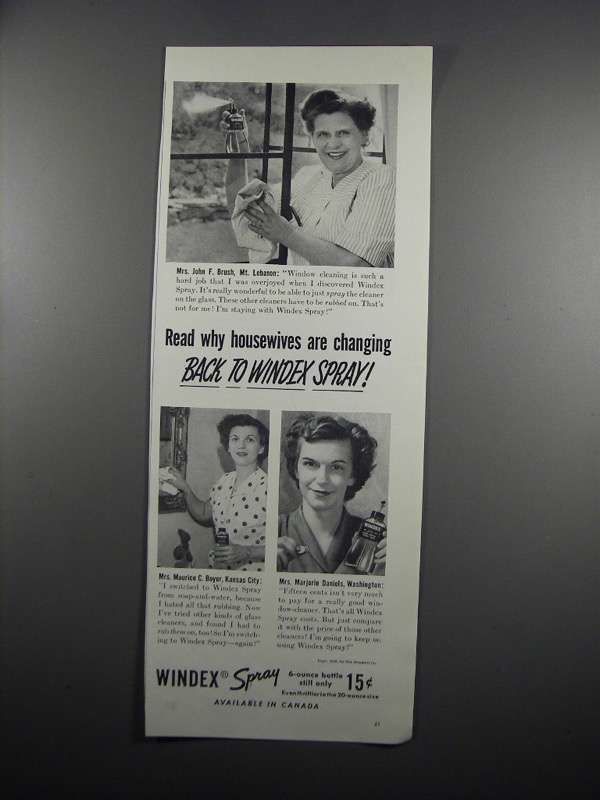 Mrs. John F. Brush, Mt. Lebanon: "Window cleaning is such a
hard job that I was overjoyed when I discovered Windex
Spray. It's really wonderful to be able to just spray the cleaner
on the glass. These other cleaners have to be rubbed on. That's
not for me! I'm staying with Windex Spray!"
Read why housewives are changing
BACK TO WINDEX SPRAY!
Mrs. Maurice C. Boyer, Kansas City:
"I switched to Windex Spray
from soap-and-water, because
I hated all that rubbing. Now
I've tried other kinds of glass
cleaners, and found I had to
rub them on, too! So I'm switch-
ing to Windex Spray—again!"
Mrs. Marjorie Daniels, Washington:
"Fifteen cents isn't very much
to pay for a really good win-
dow-cleaner. That's all Windex
Spray costs. But just compare
it with the price of those other
cleaners! I'm going to keep on
using Windex Spray!"
WINDEX® Spray
6-ounce bottle
still only 15¢
Even thriftier in the 20-ounce size
AVAILABLE IN CANADA